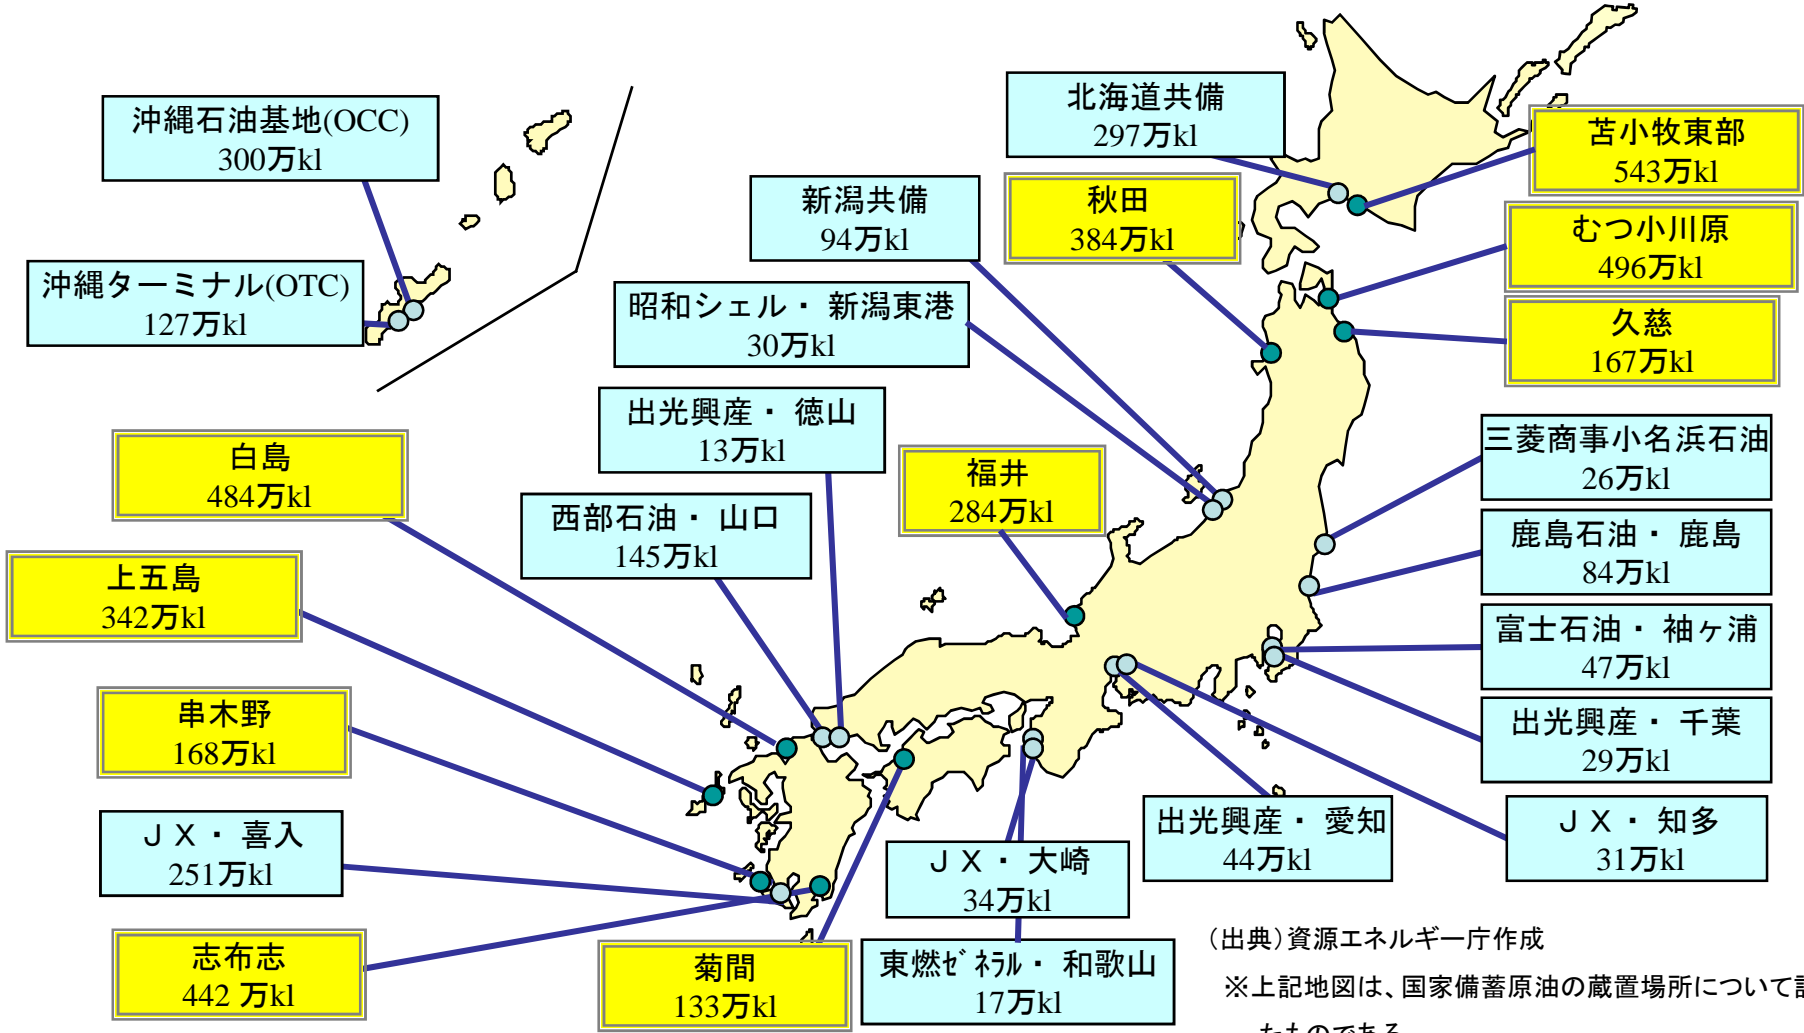 北海道共備
297万kl
沖縄石油基地(OCC)
300万kl
苫小牧東部
543万kl
新潟共備
94万kl
秋田
384万kl
むつ小川原
496万kl
沖縄ターミナル(OTC)
127万kl
昭和シェル・ 新潟東港
30万kl
久慈
167万kl
出光興産・ 徳山
13万kl
三菱商事小名浜石油
26万kl
白島
484万kl
福井
284万kl
西部石油・ 山口
145万kl
鹿島石油・ 鹿島
84万kl
上五島
342万kl
富士石油・ 袖ヶ浦
47万kl
串木野
168万kl
出光興産・ 千葉
29万kl
ＪＸ・ 喜入
251万kl
出光興産・ 愛知
44万kl
ＪＸ・ 知多
31万kl
ＪＸ・ 大崎
34万kl
志布志
442 万kl
菊間
133万kl
東燃ｾﾞﾈﾗﾙ・ 和歌山
17万kl
（出典）資源エネルギー庁作成
※上記地図は、国家備蓄原油の蔵置場所について
たものである